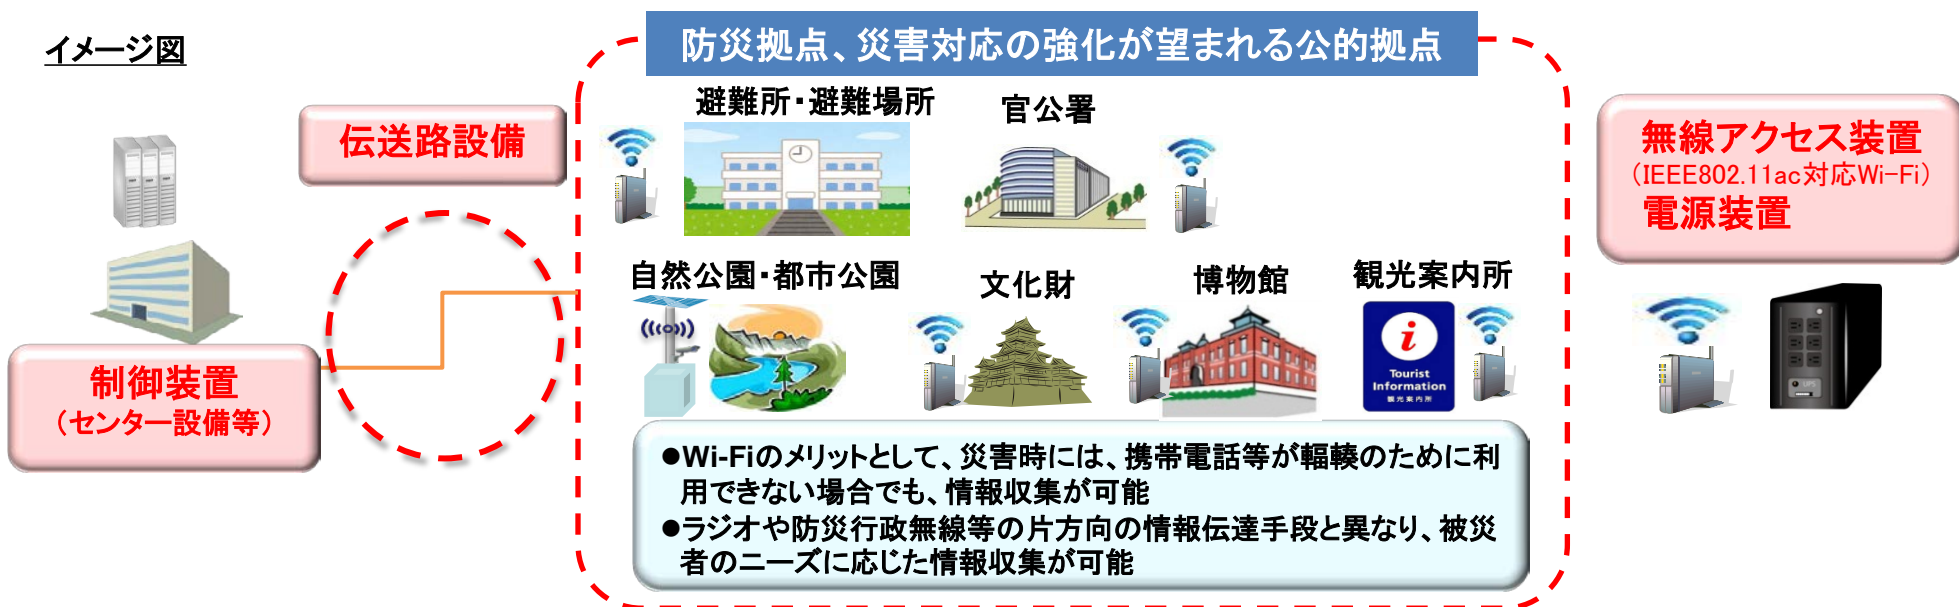 イメージ図
防災拠点、災害対応の強化が望まれる公的拠点
伝送路設備
避難所・避難場所
官公署
無線アクセス装置
（IEEE802.11ac対応Wi-Fi）
電源装置
自然公園・都市公園
文化財
博物館
観光案内所
Tourist
Information
観光案内所
UPS
制御装置
（センター設備等）
●Wi-Fiのメリットとして、災害時には、携帯電話等が輻輳のために利
用できない場合でも、情報収集が可能
●ラジオや防災行政無線等の片方向の情報伝達手段と異なり、被災
者のニーズに応じた情報収集が可能